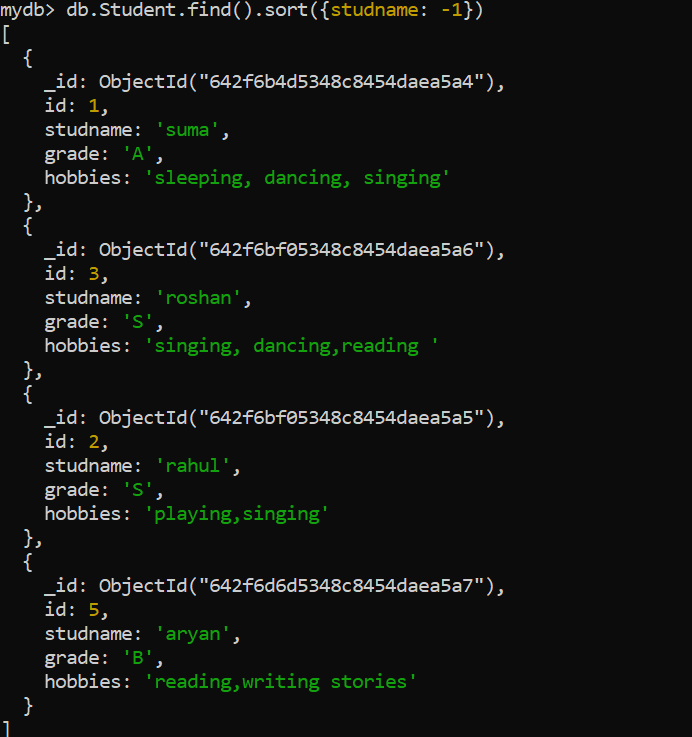 mydb> db.Student.find().sort({studname: -1})
[
  {
    _id: ObjectId("642f6b4d5348c8454daea5a4"),
    id: 1,
    studname: 'suma',
    grade: 'A',
    hobbies: 'sleeping, dancing, singing'
  },
  {
    _id: ObjectId("642f6bf05348c8454daea5a6"),
    id: 3,
    studname: 'roshan',
    grade: 'S',
    hobbies: 'singing, dancing,reading '
  },
  {
    _id: ObjectId("642f6bf05348c8454daea5a5"),
    id: 2,
    studname: 'rahul',
    grade: 'S',
    hobbies: 'playing,singing'
  },
  {
    _id: ObjectId("642f6d6d5348c8454daea5a7"),
    id: 5,
    studname: 'aryan',
    grade: 'B',
    hobbies: 'reading,writing stories'
  }
]